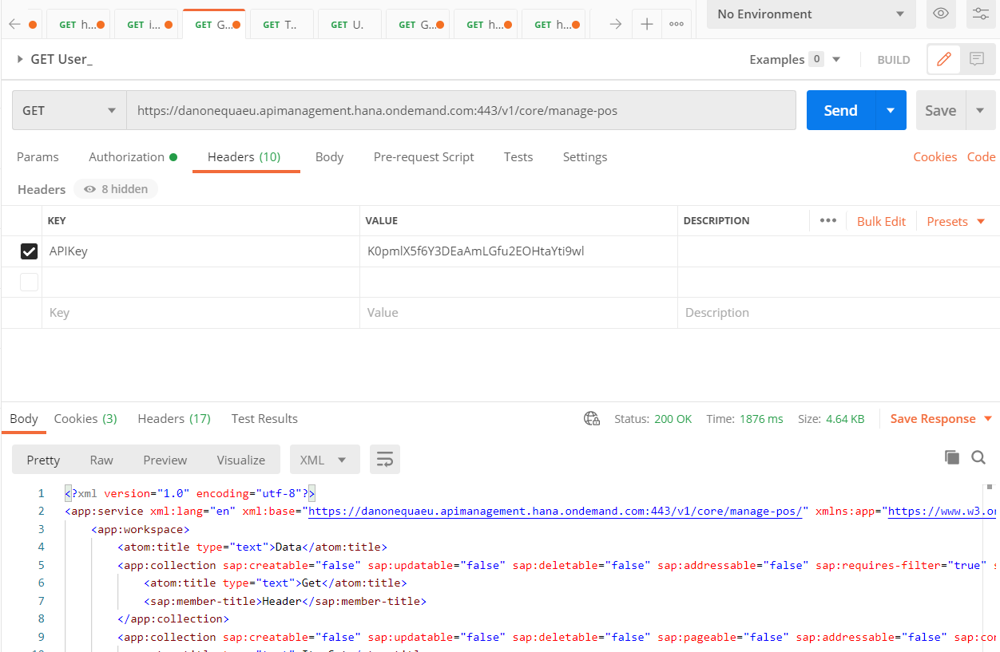 GET h... GET i... GET G... GET T.. GET U. GET G... GET h... GET h... No Environment
GET User_ Examples 0 BUILD
GET https://danonequaeu.apimanagement.hana.ondemand.com:443/v1/core/manage-pos Send Save
Params Authorization Headers (10) Body Pre-request Script Tests Settings Cookies Code
Headers 8 hidden
KEY VALUE DESCRIPTION Bulk Edit Presets
APIKey K0pmlX5f6Y3DEaAmLGfu2EOHtaYti9wl
Key Value Description
Body Cookies (3) Headers (17) Test Results Status: 200 OK Time: 1876 ms Size: 4.64 KB Save Response
Pretty Raw Preview Visualize XML
1 <?xml version="1.0" encoding="utf-8"?>
2 <app:service xml:lang="en" xml:base="https://danonequaeu.apimanagement.hana.ondemand.com:443/v1/core/manage-pos/" xmlns:app="https://www.w3.or
3 <app:workspace>
4 <atom:title type="text">Data</atom:title>
5 <app:collection sap:creatable="false" sap:updatable="false" sap:deletable="false" sap:addressable="false" sap:requires-filter="true" s
6 <atom:title type="text">Get</atom:title>
7 <sap:member-title>Header</sap:member-title>
8 </app:collection>
9 <app:collection sap:creatable="false" sap:updatable="false" sap:deletable="false" sap:pageable="false" sap:addressable="false" sap:con